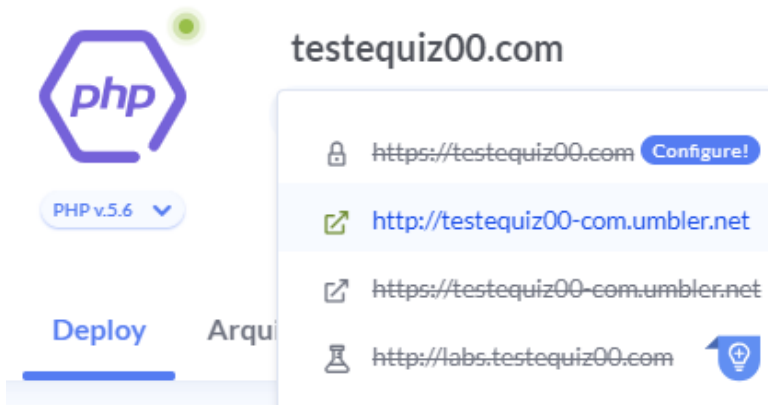 php
testequiz00.com
https://testequiz00.com Configure!
PHP v.5.6
http://testequiz00-com.umbler.net
https://testequiz00-com.umbler.net
Deploy Arqui
http://labs.testequiz00.com